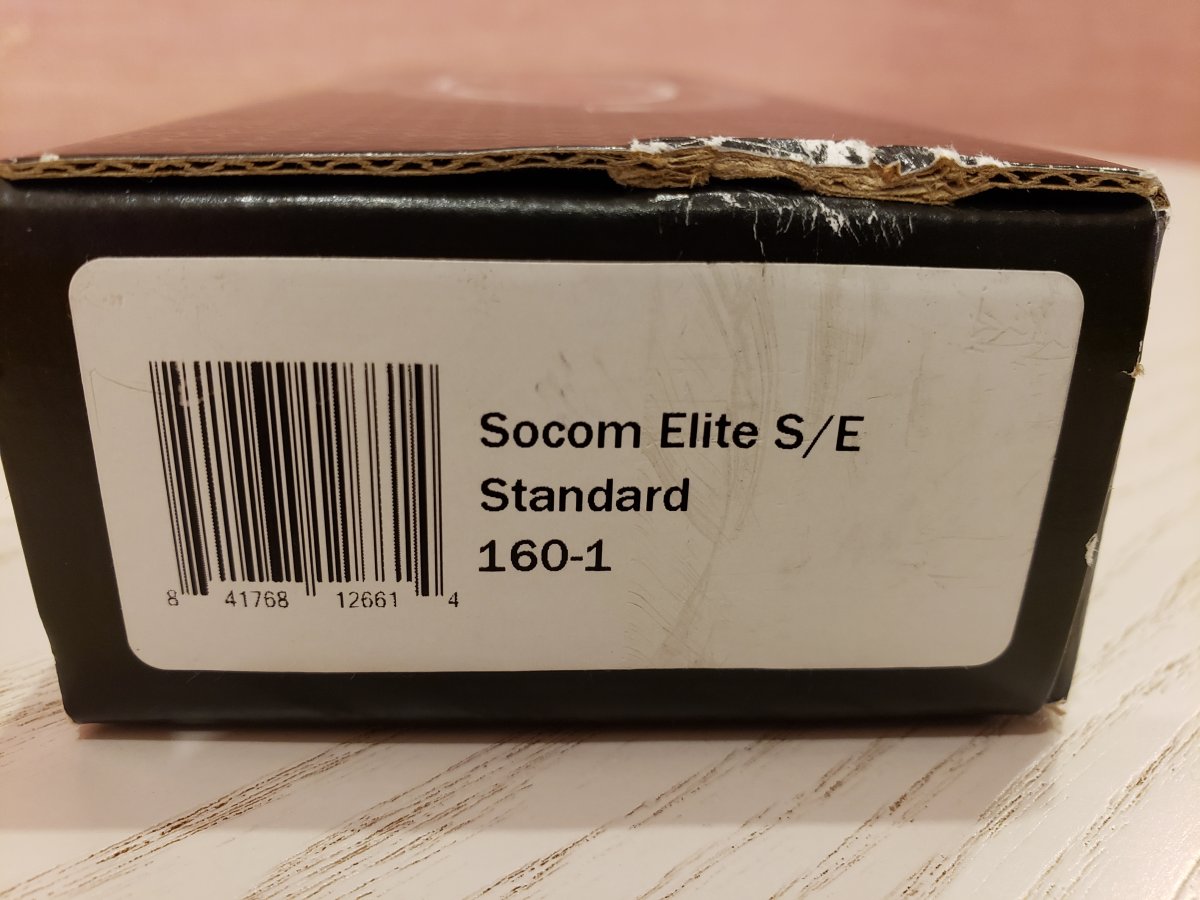 Socom Elite S/E
Standard
160-1
8 41768 12661 4